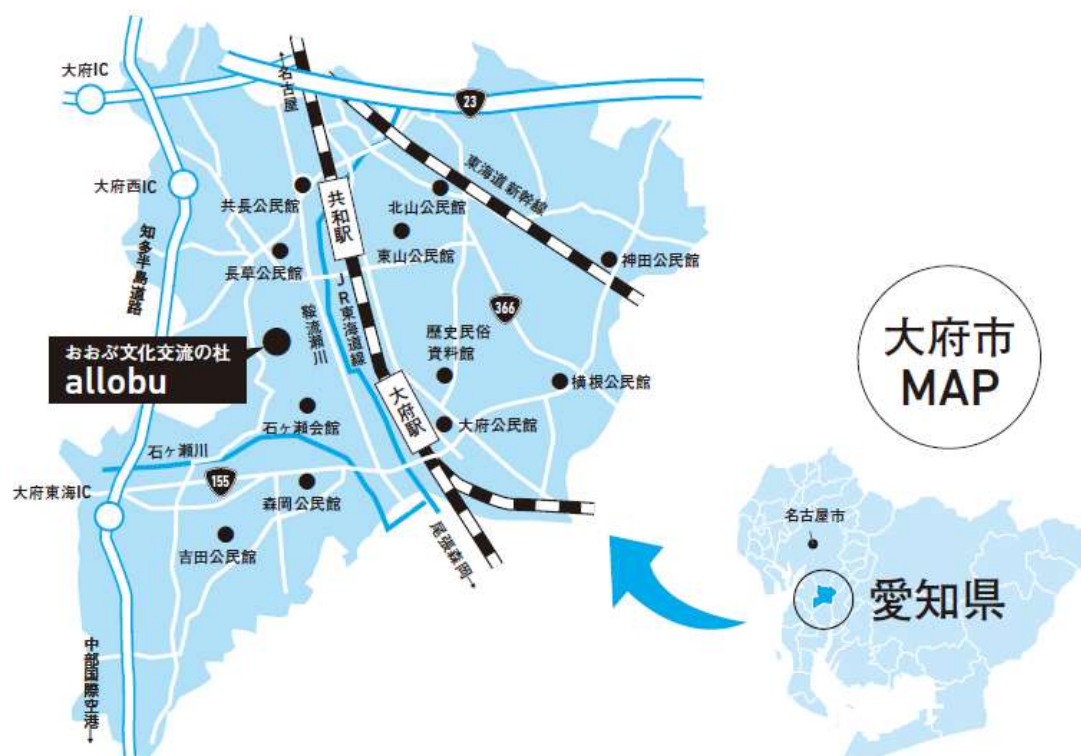 大府IC
←名古屋
23
大府西IC
共長公民館
共和駅
北山公民館
東海道新幹線
知多半島道路
長草公民館
東山公民館
神田公民館
鞍流瀬川
JR東海道線
366
おおぶ文化交流の杜
allobu
歴史民俗
資料館
横根公民館
大府市
MAP
大府駅
石ヶ瀬会館
大府公民館
石ヶ瀬川
155
大府東海IC
森岡公民館
吉田公民館
尾張森岡→
名古屋市
愛知県
中部国際空港→